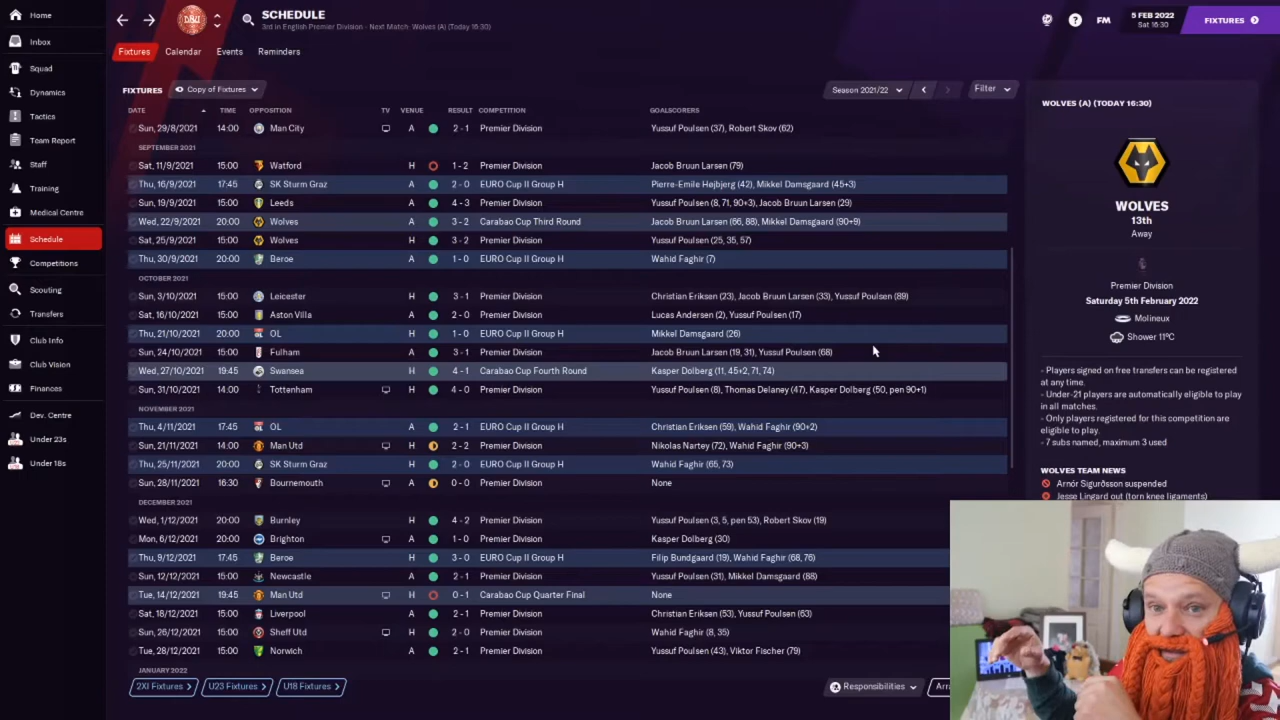 Home
Inbox
Squad
Dynamics
Tactics
Team Report
Staff
Training
Medical Centre
Schedule
Competitions
Scouting
Transfers
Club Info
Club Vision
Finances
Dev. Centre
Under 23s
Under 18s
DBU
SCHEDULE
3rd in English Premier Division - Next Match: Wolves (A) (Today 16:30)
FM
5 FEB 2022
Sat 16:30
FIXTURES
Fixtures Calendar Events Reminders
FIXTURES Copy of Fixtures Season 2021/22 Filter
DATE TIME OPPOSITION TV VENUE RESULT COMPETITION GOALSCORERS
Sun, 29/8/2021 14:00 Man City A 2 - 1 Premier Division Yussuf Poulsen (37), Robert Skov (62)
SEPTEMBER 2021
Sat, 11/9/2021 15:00 Watford H 1 - 2 Premier Division Jacob Bruun Larsen (79)
Thu, 16/9/2021 17:45 SK Sturm Graz A 2 - 0 EURO Cup II Group H Pierre-Emile Højbjerg (42), Mikkel Damsgaard (45+3)
Sun, 19/9/2021 15:00 Leeds A 4 - 3 Premier Division Yussuf Poulsen (8, 71, 90+3), Jacob Bruun Larsen (29)
Wed, 22/9/2021 20:00 Wolves A 3 - 2 Carabao Cup Third Round Jacob Bruun Larsen (66, 88), Mikkel Damsgaard (90+9)
Sat, 25/9/2021 15:00 Wolves H 3 - 2 Premier Division Yussuf Poulsen (25, 35, 57)
Thu, 30/9/2021 20:00 Beroe A 1 - 0 EURO Cup II Group H Wahid Faghir (7)
OCTOBER 2021
Sun, 3/10/2021 15:00 Leicester H 3 - 1 Premier Division Christian Eriksen (23), Jacob Bruun Larsen (33), Yussuf Poulsen (89)
Sat, 16/10/2021 15:00 Aston Villa A 2 - 0 Premier Division Lucas Andersen (2), Yussuf Poulsen (17)
Thu, 21/10/2021 20:00 OL H 1 - 0 EURO Cup II Group H Mikkel Damsgaard (26)
Sun, 24/10/2021 15:00 Fulham A 3 - 1 Premier Division Jacob Bruun Larsen (19, 31), Yussuf Poulsen (68)
Wed, 27/10/2021 19:45 Swansea H 4 - 1 Carabao Cup Fourth Round Kasper Dolberg (11, 45+2, 71, 74)
Sun, 31/10/2021 14:00 Tottenham H 4 - 0 Premier Division Yussuf Poulsen (8), Thomas Delaney (47), Kasper Dolberg (50, pen 90+1)
NOVEMBER 2021
Thu, 4/11/2021 17:45 OL A 2 - 1 EURO Cup II Group H Christian Eriksen (59), Wahid Faghir (90+2)
Sun, 21/11/2021 14:00 Man Utd H 2 - 2 Premier Division Nikolas Nartey (72), Wahid Faghir (90+3)
Thu, 25/11/2021 20:00 SK Sturm Graz H 2 - 0 EURO Cup II Group H Wahid Faghir (65, 73)
Sun, 28/11/2021 16:30 Bournemouth A 0 - 0 Premier Division None
DECEMBER 2021
Wed, 1/12/2021 20:00 Burnley H 4 - 2 Premier Division Yussuf Poulsen (3, 5, pen 53), Robert Skov (19)
Mon, 6/12/2021 20:00 Brighton A 1 - 0 Premier Division Kasper Dolberg (30)
Thu, 9/12/2021 17:45 Beroe H 3 - 0 EURO Cup II Group H Filip Bundgaard (19), Wahid Faghir (68, 76)
Sun, 12/12/2021 15:00 Newcastle A 2 - 1 Premier Division Yussuf Poulsen (31), Mikkel Damsgaard (88)
Tue, 14/12/2021 19:45 Man Utd H 0 - 1 Carabao Cup Quarter Final None
Sat, 18/12/2021 15:00 Liverpool A 2 - 1 Premier Division Christian Eriksen (53), Yussuf Poulsen (63)
Sun, 26/12/2021 15:00 Sheff Utd H 2 - 0 Premier Division Wahid Faghir (8, 35)
Tue, 28/12/2021 15:00 Norwich A 2 - 1 Premier Division Yussuf Poulsen (43), Viktor Fischer (79)
JANUARY 2022
2XI Fixtures U23 Fixtures U18 Fixtures Responsibilities Arra
WOLVES (A) (TODAY 16:30)
WOLVES
13th
Away
Premier Division
Saturday 5th February 2022
Molineux
Shower 11°C
- Players signed on free transfers can be registered
at any time.
- Under-21 players are automatically eligible to play
in all matches.
- Only players registered for this competition are
eligible to play.
- 7 subs named, maximum 3 used
WOLVES TEAM NEWS
Arnór Sigurðsson suspended
Jesse Lingard out (torn knee ligaments)